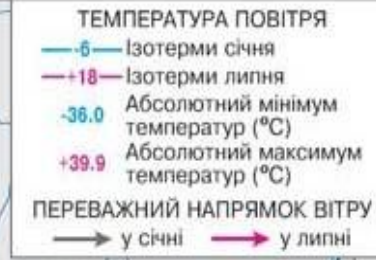 ТЕМПЕРАТУРА ПОВІТРЯ
-6 Ізотерми січня
+18 Ізотерми липня
-36.0 Абсолютний мінімум
температур (°С)
+39.9 Абсолютний максимум
температур (°С)
ПЕРЕВАЖНИЙ НАПРЯМОК ВІТРУ
у січні у липні